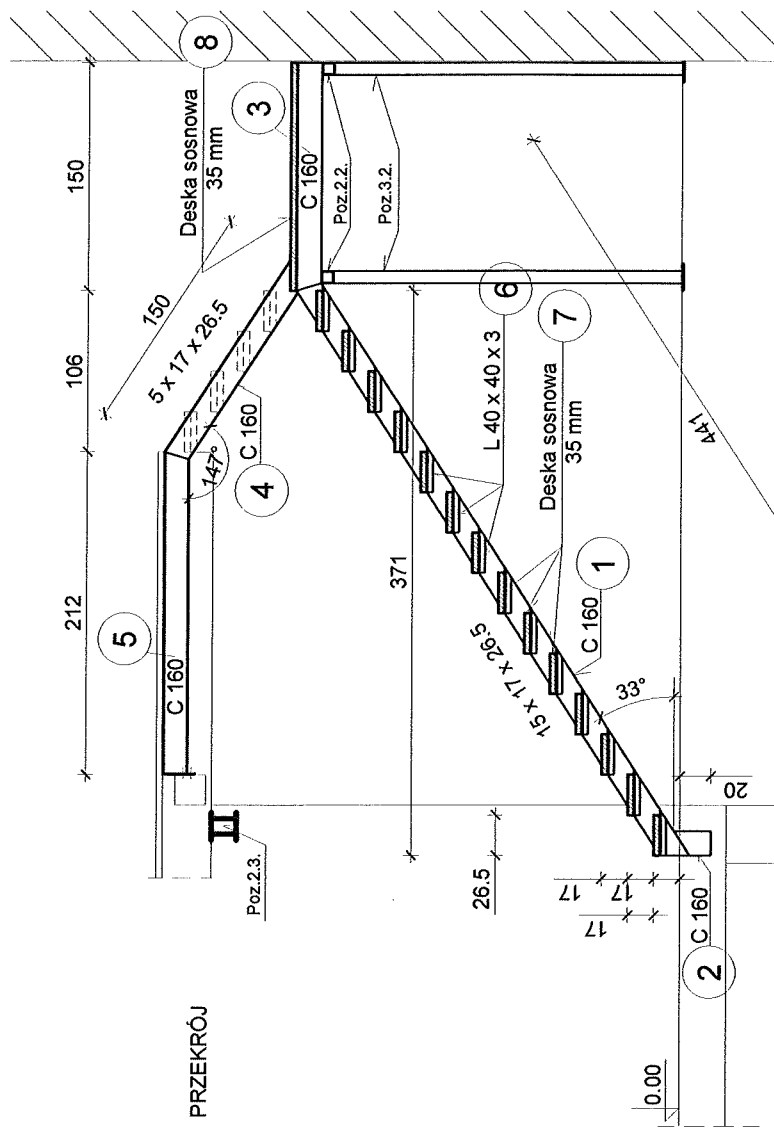 PRZEKRÓJ
212
106
150
150
5 x 17 x 26.5
Deska sosnowa
35 mm
8
5
C 160
147°
C 160
4
3
C 160
Poz.2.2.
Poz.3.2.
Poz.2.3.
371
26.5
L 40 x 40 x 3
6
7
Deska sosnowa
35 mm
15 x 17 x 26.5
1
C 160
33°
441
17
17
17
20
C 160
2
0.00